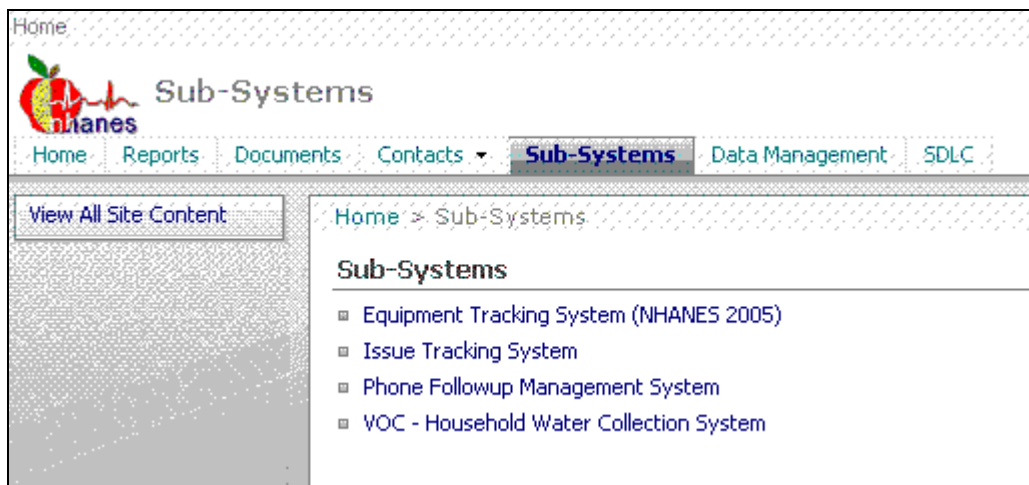 Home
Sub-Systems
nhanes
Home Reports Documents Contacts Sub-Systems Data Management SDLC
View All Site Content
Home > Sub-Systems
Sub-Systems
Equipment Tracking System (NHANES 2005)
Issue Tracking System
Phone Followup Management System
VOC - Household Water Collection System